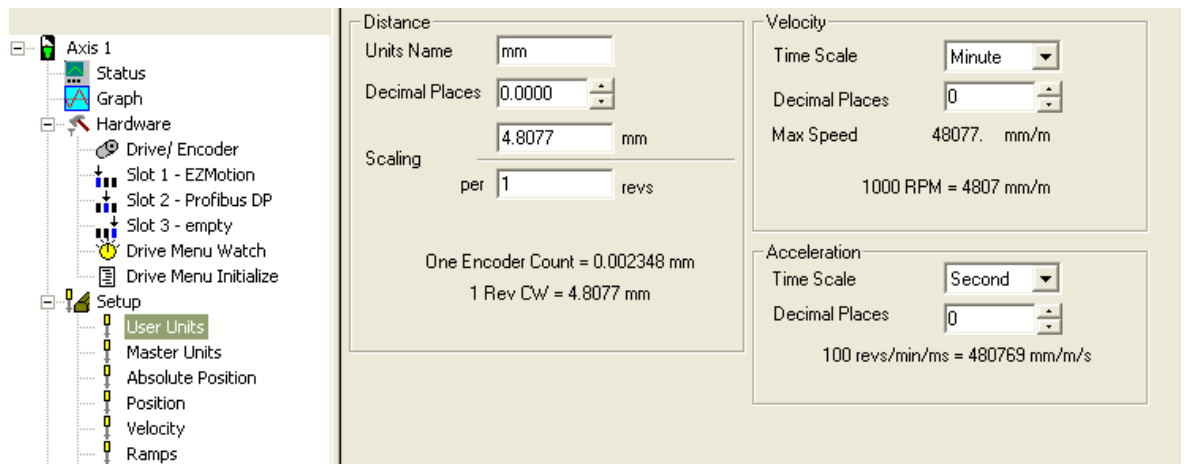 Axis 1
Status
Graph
Hardware
Drive/ Encoder
Slot 1 - EZMotion
Slot 2 - Profibus DP
Slot 3 - empty
Drive Menu Watch
Drive Menu Initialize
Setup
User Units
Master Units
Absolute Position
Position
Velocity
Ramps
Distance
Units Name mm
Decimal Places 0.0000
4.8077 mm
Scaling
per 1 revs
One Encoder Count = 0.002348 mm
1 Rev CW = 4.8077 mm
Velocity
Time Scale Minute
Decimal Places 0
Max Speed 48077. mm/m
1000 RPM = 4807 mm/m
Acceleration
Time Scale Second
Decimal Places 0
100 revs/min/ms = 480769 mm/m/s